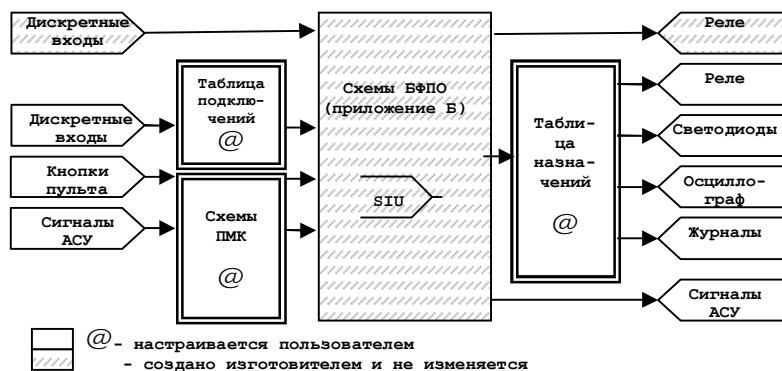 Дискретные
входы
Реле
Таблица
подклю-
чений
@
Схемы БФПО
(приложение Б)
Реле
Дискретные
входы
Табли-
ца
назна-
чений
@
Светодиоды
Кнопки
пульта
SIU
Осцилло-
граф
Сигналы
АСУ
Схемы
ПМК
@
Журналы
Сигналы
АСУ
@ - настраивается пользователем
- создано изготовителем и не изменяется